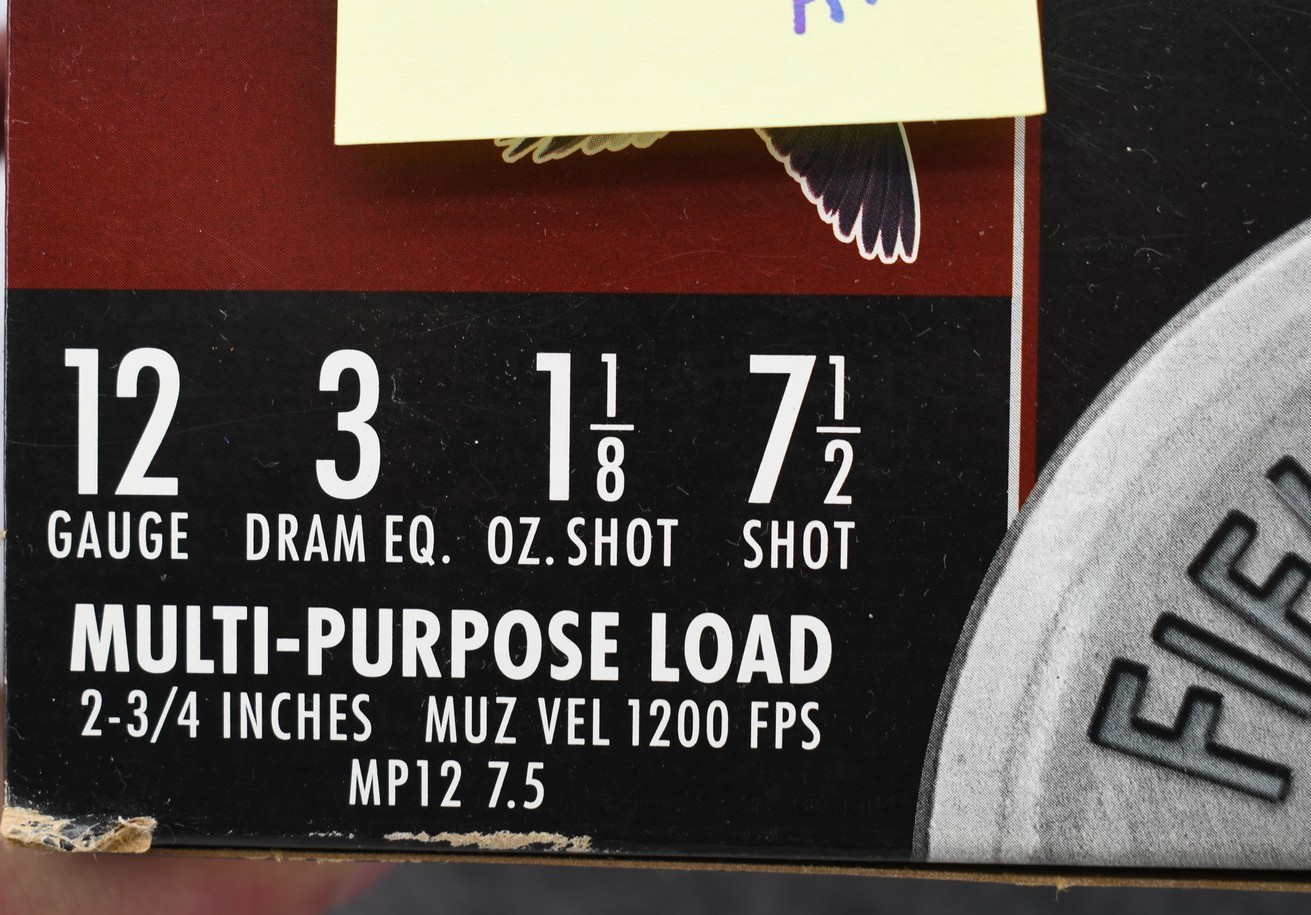 12 3 1 1/8 7 1/2
GAUGE DRAM EQ. OZ. SHOT SHOT
MULTI-PURPOSE LOAD
2-3/4 INCHES MUZ VEL 1200 FPS
MP12 7.5